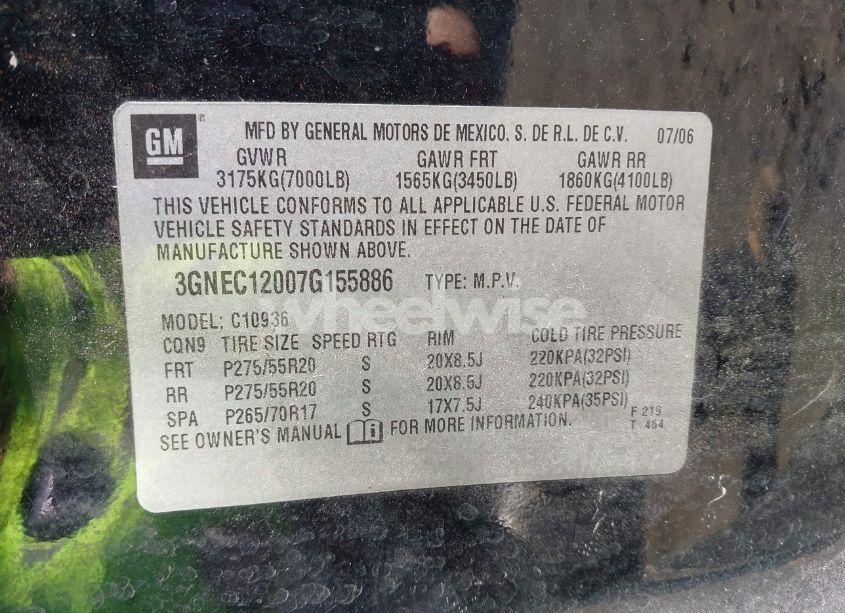 GM ® MFD BY GENERAL MOTORS DE MEXICO. S. DE R.L. DE C.V. 07/06
GVWR GAWR FRT GAWR RR
3175KG(7000LB) 1565KG(3450LB) 1860KG(4100LB)
THIS VEHICLE CONFORMS TO ALL APPLICABLE U.S. FEDERAL MOTOR
VEHICLE SAFETY STANDARDS IN EFFECT ON THE DATE OF
MANUFACTURE SHOWN ABOVE.
3GNEC12007G155886 TYPE: M.P.V.
wheelwise
MODEL: C10936
CQN9 TIRE SIZE SPEED RTG RIM COLD TIRE PRESSURE
FRT P275/55R20 S 20X8.5J 220KPA(32PSI)
RR P275/55R20 S 20X8.5J 220KPA(32PSI)
SPA P265/70R17 S 17X7.5J 240KPA(35PSI)
F 219
T 464
SEE OWNER'S MANUAL i FOR MORE INFORMATION.